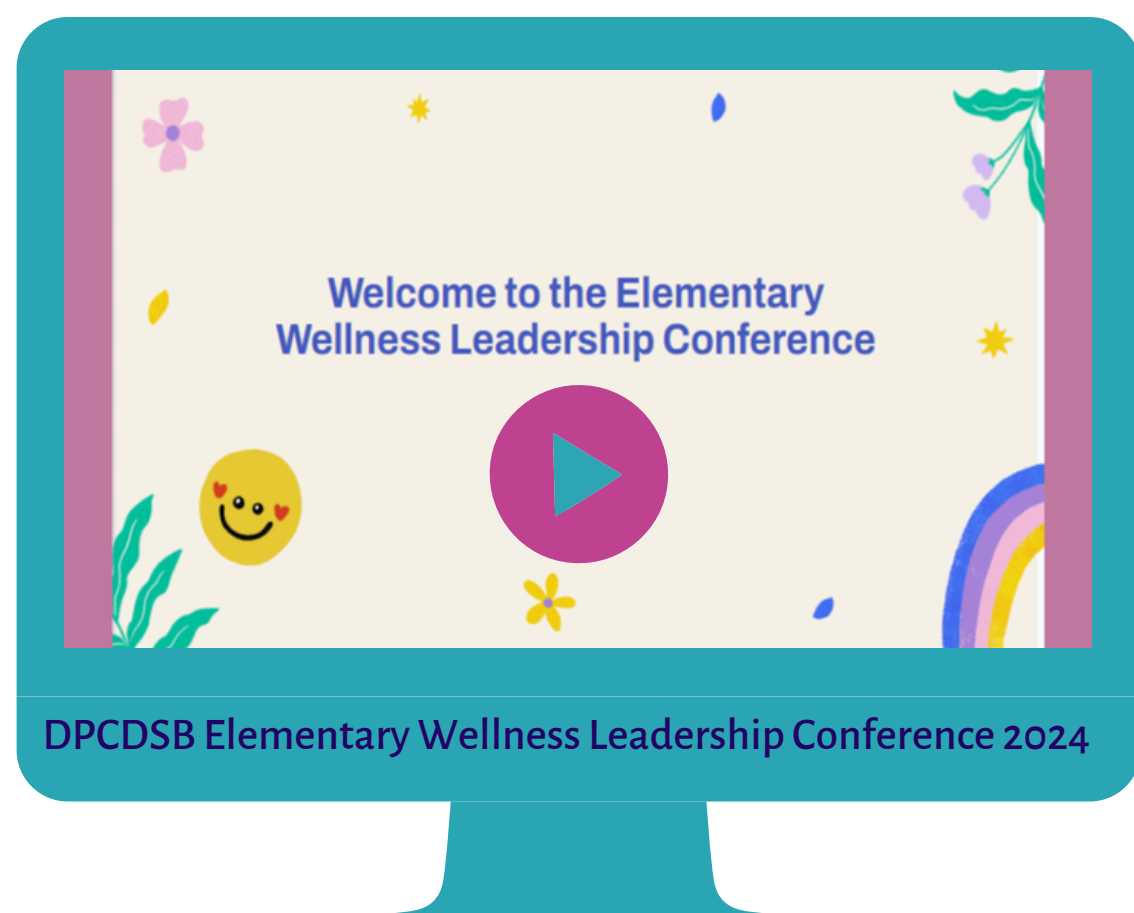 Welcome to the Elementary
Wellness Leadership Conference
DPCDSB Elementary Wellness Leadership Conference 2024